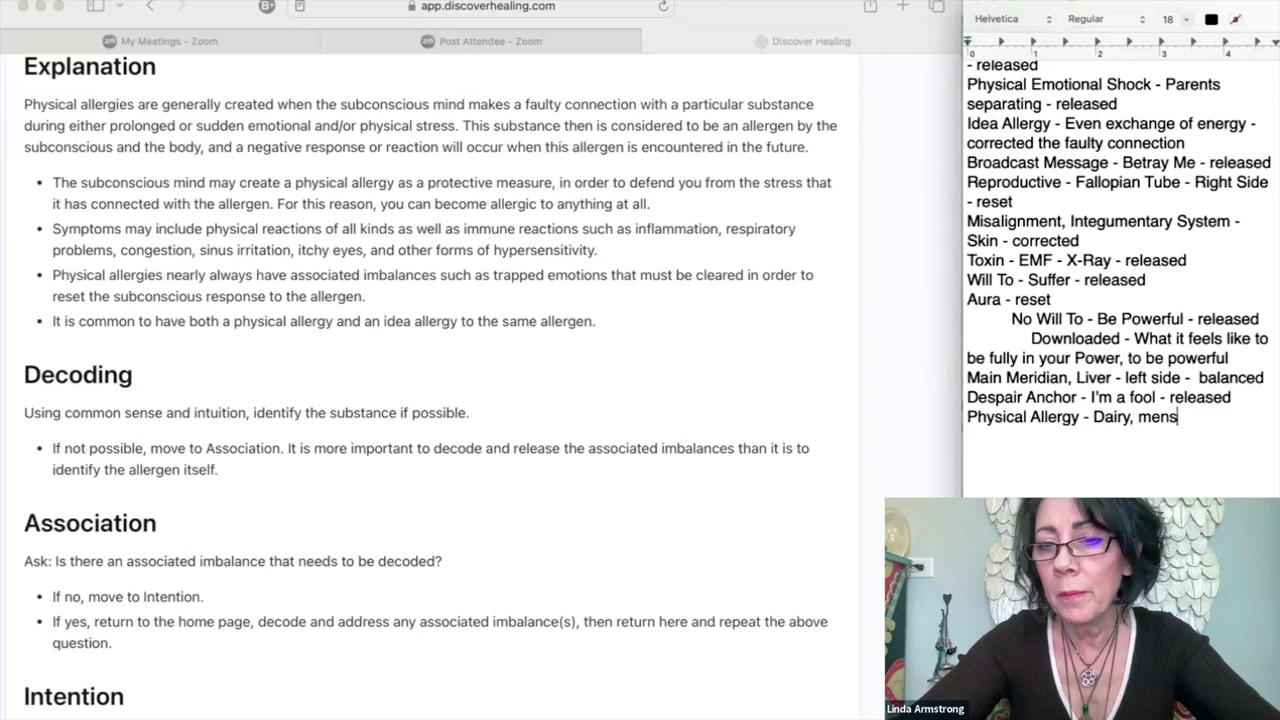 app.discoverhealing.com
My Meetings - Zoom
Post Attendee - Zoom
Discover Healing
Explanation
Physical allergies are generally created when the subconscious mind makes a faulty connection with a particular substance
during either prolonged or sudden emotional and/or physical stress. This substance then is considered to be an allergen by the
subconscious and the body, and a negative response or reaction will occur when this allergen is encountered in the future.
• The subconscious mind may create a physical allergy as a protective measure, in order to defend you from the stress that
it has connected with the allergen. For this reason, you can become allergic to anything at all.
• Symptoms may include physical reactions of all kinds as well as immune reactions such as inflammation, respiratory
problems, congestion, sinus irritation, itchy eyes, and other forms of hypersensitivity.
• Physical allergies nearly always have associated imbalances such as trapped emotions that must be cleared in order to
reset the subconscious response to the allergen.
• It is common to have both a physical allergy and an idea allergy to the same allergen.
Decoding
Using common sense and intuition, identify the substance if possible.
• If not possible, move to Association. It is more important to decode and release the associated imbalances than it is to
identify the allergen itself.
Association
Ask: Is there an associated imbalance that needs to be decoded?
• If no, move to Intention.
• If yes, return to the home page, decode and address any associated imbalance(s), then return here and repeat the above
question.
Intention
Helvetica Regular 18
0 1 2 3 4
- released
Physical Emotional Shock - Parents
separating - released
Idea Allergy - Even exchange of energy -
corrected the faulty connection
Broadcast Message - Betray Me - released
Reproductive - Fallopian Tube - Right Side
- reset
Misalignment, Integumentary System -
Skin - corrected
Toxin - EMF - X-Ray - released
Will To - Suffer - released
Aura - reset
No Will To - Be Powerful - released
Downloaded - What it feels like to
be fully in your Power, to be powerful
Main Meridian, Liver - left side - balanced
Despair Anchor - I'm a fool - released
Physical Allergy - Dairy, mens
Linda Armstrong